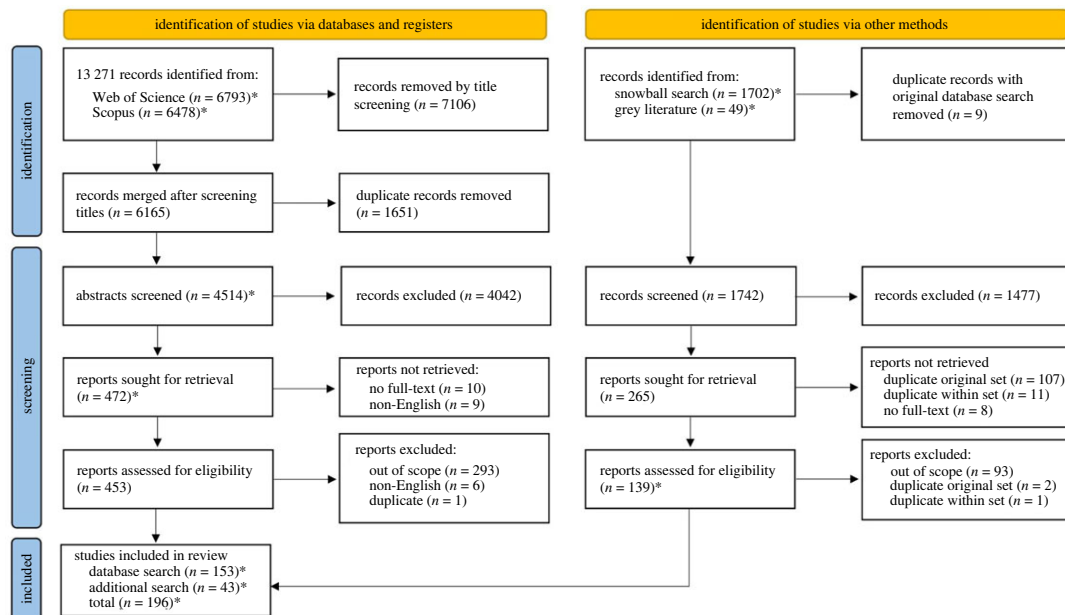 identification of studies via databases and registers
identification of studies via other methods
identification
13 271 records identified from:
Web of Science (n = 6793)*
Scopus (n = 6478)*
records removed by title
screening (n = 7106)
records identified from:
snowball search (n = 1702)*
grey literature (n = 49)*
duplicate records with
original database search
removed (n = 9)
records merged after screening
titles (n = 6165)
duplicate records removed
(n = 1651)
screening
abstracts screened (n = 4514)*
records excluded (n = 4042)
records screened (n = 1742)
records excluded (n = 1477)
reports sought for retrieval
(n = 472)*
reports not retrieved:
no full-text (n = 10)
non-English (n = 9)
reports sought for retrieval
(n = 265)
reports not retrieved
duplicate original set (n = 107)
duplicate within set (n = 11)
no full-text (n = 8)
reports assessed for eligibility
(n = 453)
reports excluded:
out of scope (n = 293)
non-English (n = 6)
duplicate (n = 1)
reports assessed for eligibility
(n = 139)*
reports excluded:
out of scope (n = 93)
duplicate original set (n = 2)
duplicate within set (n = 1)
included
studies included in review
database search (n = 153)*
additional search (n = 43)*
total (n = 196)*